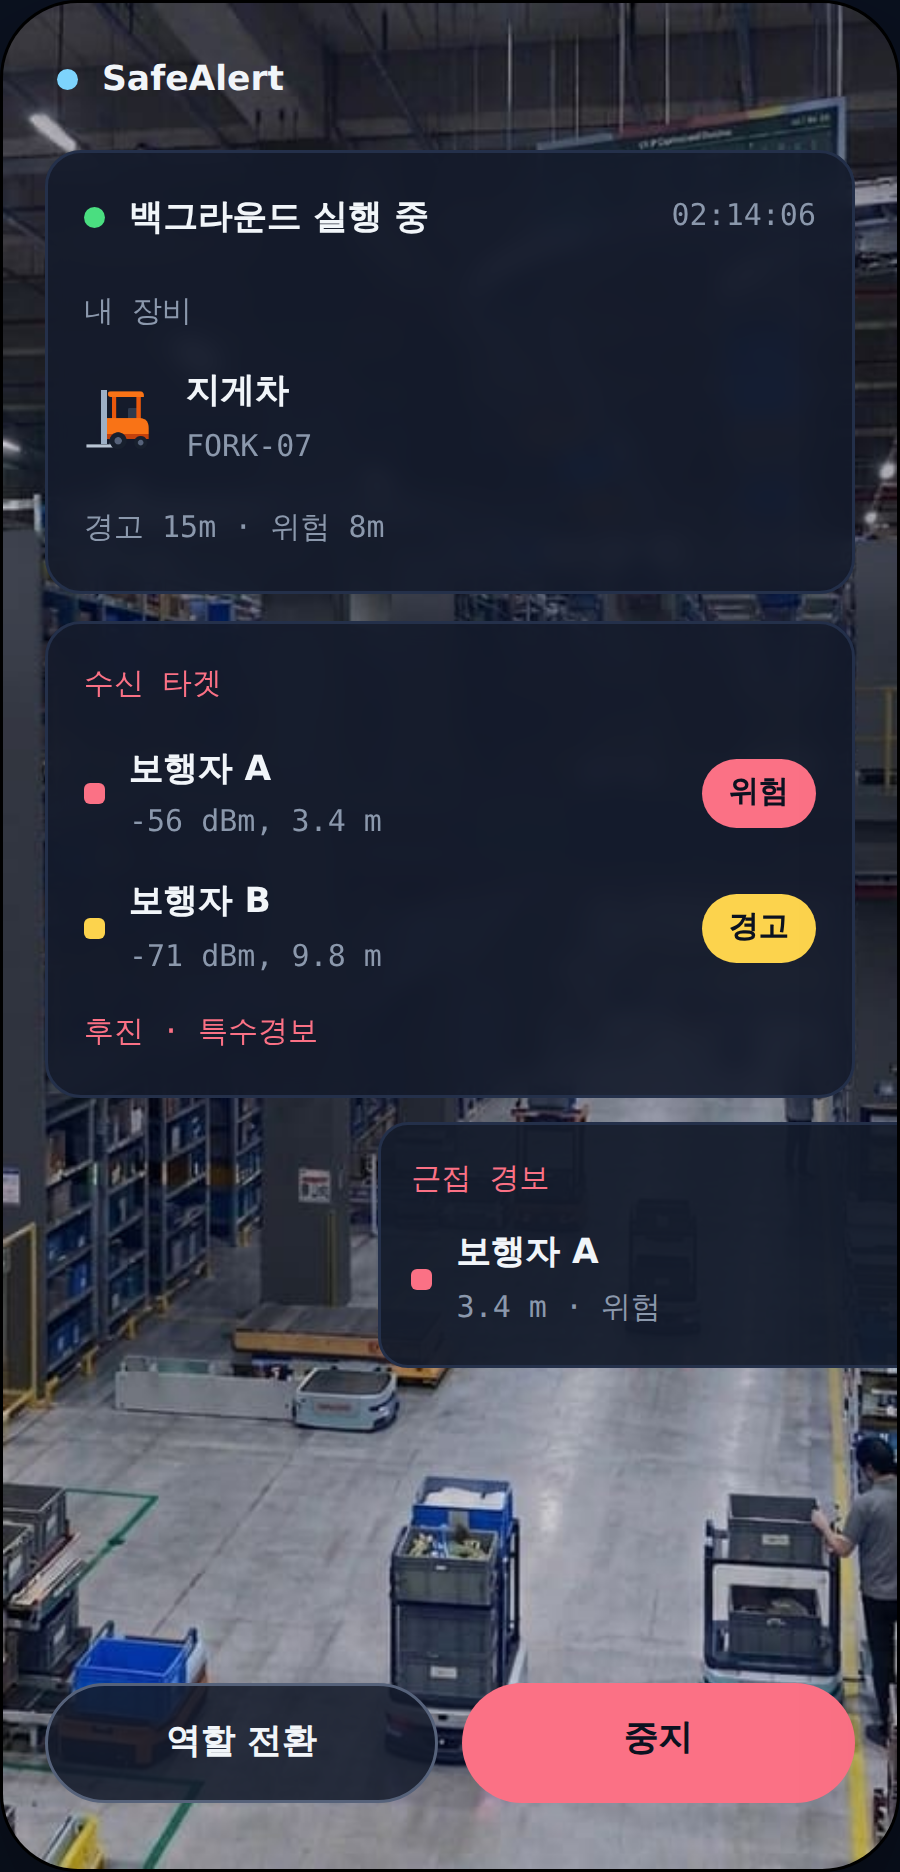 SafeAlert
백그라운드 실행 중 02:14:06
내 장비
지게차
FORK-07
경고 15m · 위험 8m
수신 타겟
보행자 A
-56 dBm, 3.4 m
위험
보행자 B
-71 dBm, 9.8 m
경고
후진 · 특수경보
근접 경보
보행자 A
3.4 m · 위험
역할 전환
중지